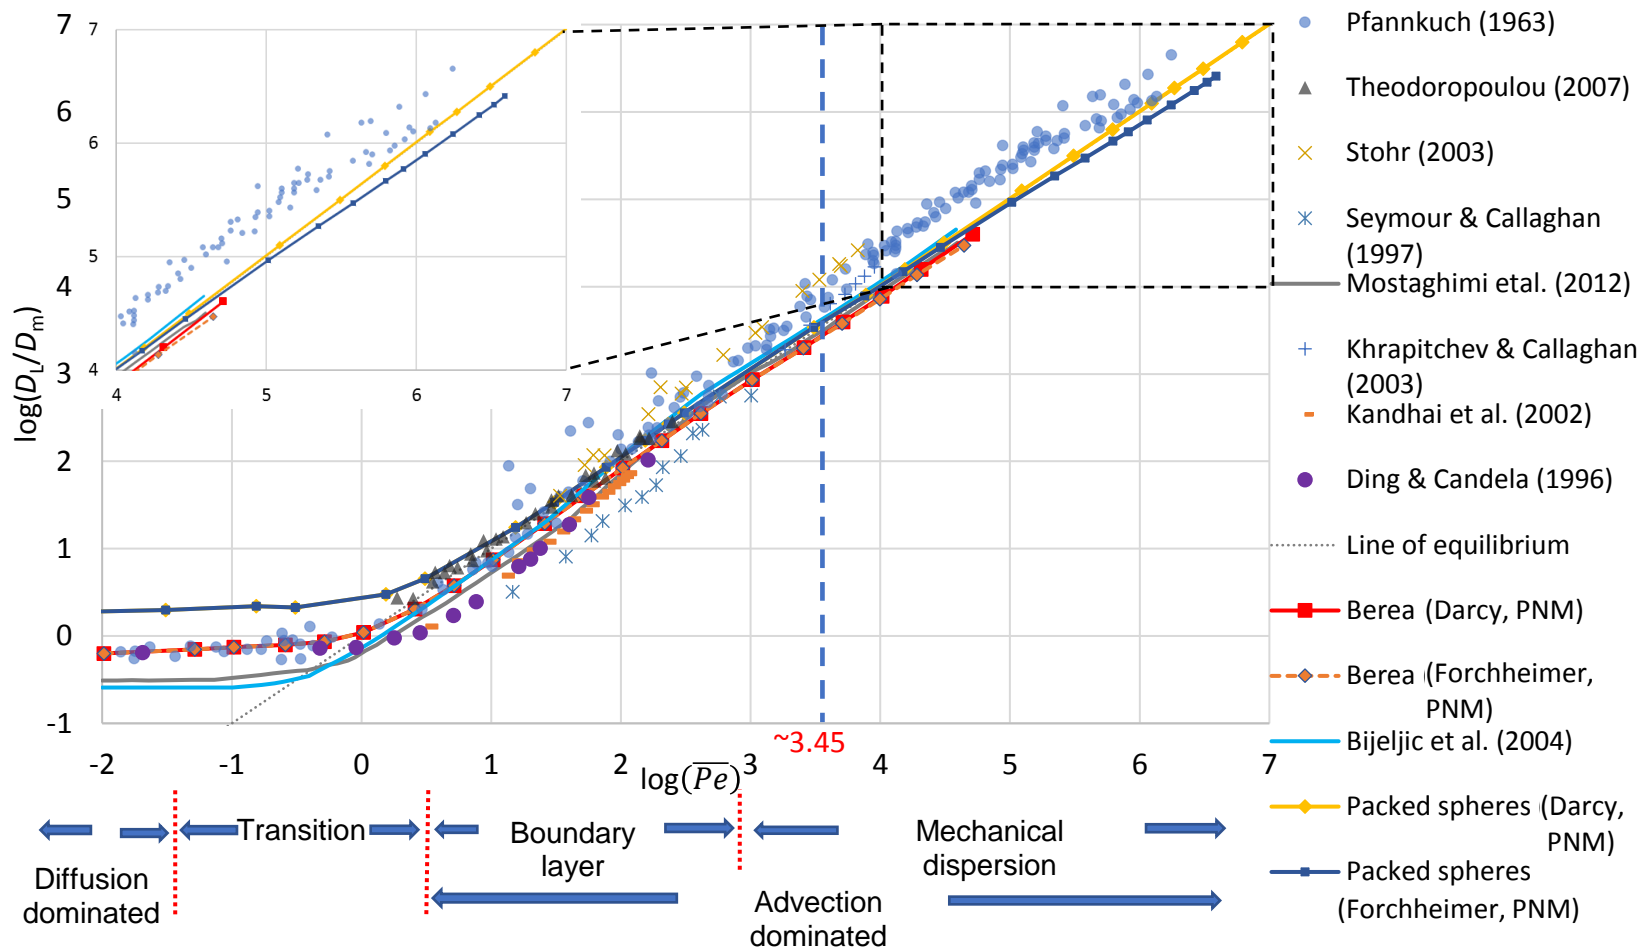 7
6
5
4
3
2
1
0
-1
log(D_L/D_m)
7
6
5
4
4
5
6
7
-2
-1
0
1
2
3
4
5
6
7
~3.45
log(Pe)
Pfannkuch (1963)
Theodoropoulou (2007)
Stohr (2003)
Seymour & Callaghan
(1997)
Mostaghimi etal. (2012)
Khrapitchev & Callaghan
(2003)
Kandhai et al. (2002)
Ding & Candela (1996)
Line of equilibrium
Berea (Darcy, PNM)
Berea (Forchheimer,
PNM)
Bijeljic et al. (2004)
Packed spheres (Darcy,
PNM)
Packed spheres
(Forchheimer, PNM)
Diffusion
dominated
Transition
Boundary
layer
Mechanical
dispersion
Advection
dominated